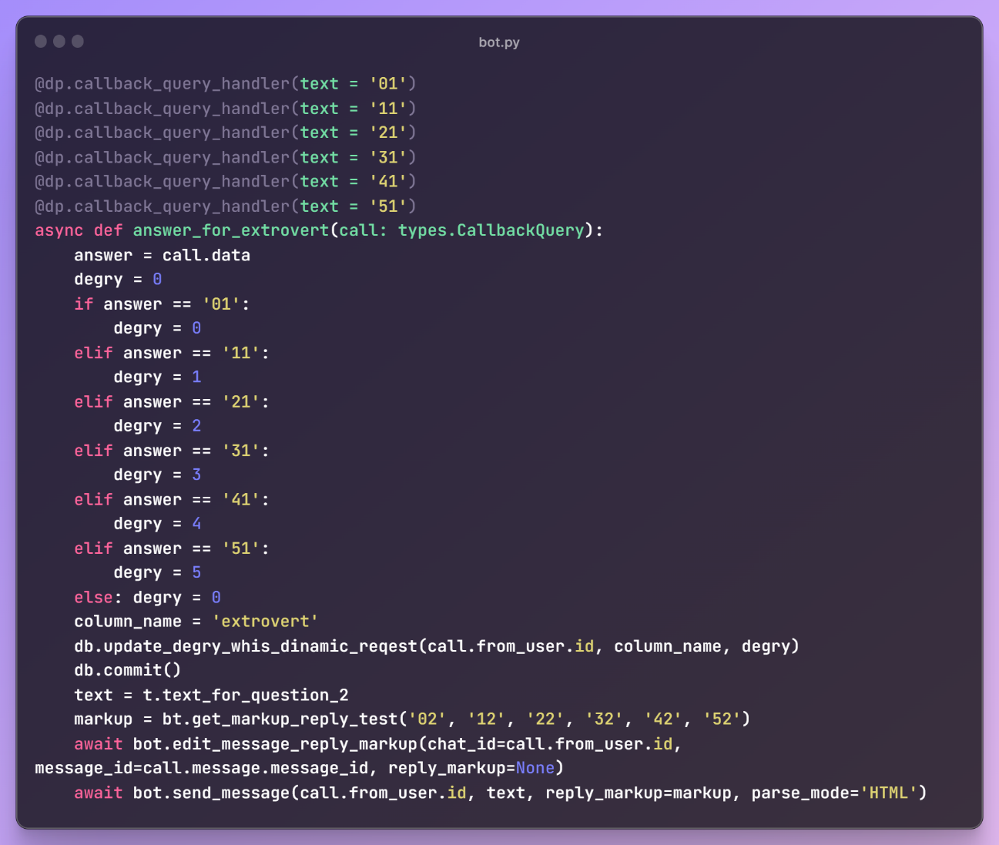 bot.py
@dp.callback_query_handler(text = '01')
@dp.callback_query_handler(text = '11')
@dp.callback_query_handler(text = '21')
@dp.callback_query_handler(text = '31')
@dp.callback_query_handler(text = '41')
@dp.callback_query_handler(text = '51')
async def answer_for_extrovert(call: types.CallbackQuery):
    answer = call.data
    degry = 0
    if answer == '01':
        degry = 0
    elif answer == '11':
        degry = 1
    elif answer == '21':
        degry = 2
    elif answer == '31':
        degry = 3
    elif answer == '41':
        degry = 4
    elif answer == '51':
        degry = 5
    else: degry = 0
    column_name = 'extrovert'
    db.update_degry_whis_dinamic_reqest(call.from_user.id, column_name, degry)
    db.commit()
    text = t.text_for_question_2
    markup = bt.get_markup_reply_test('02', '12', '22', '32', '42', '52')
    await bot.edit_message_reply_markup(chat_id=call.from_user.id,
message_id=call.message.message_id, reply_markup=None)
    await bot.send_message(call.from_user.id, text, reply_markup=markup, parse_mode='HTML')